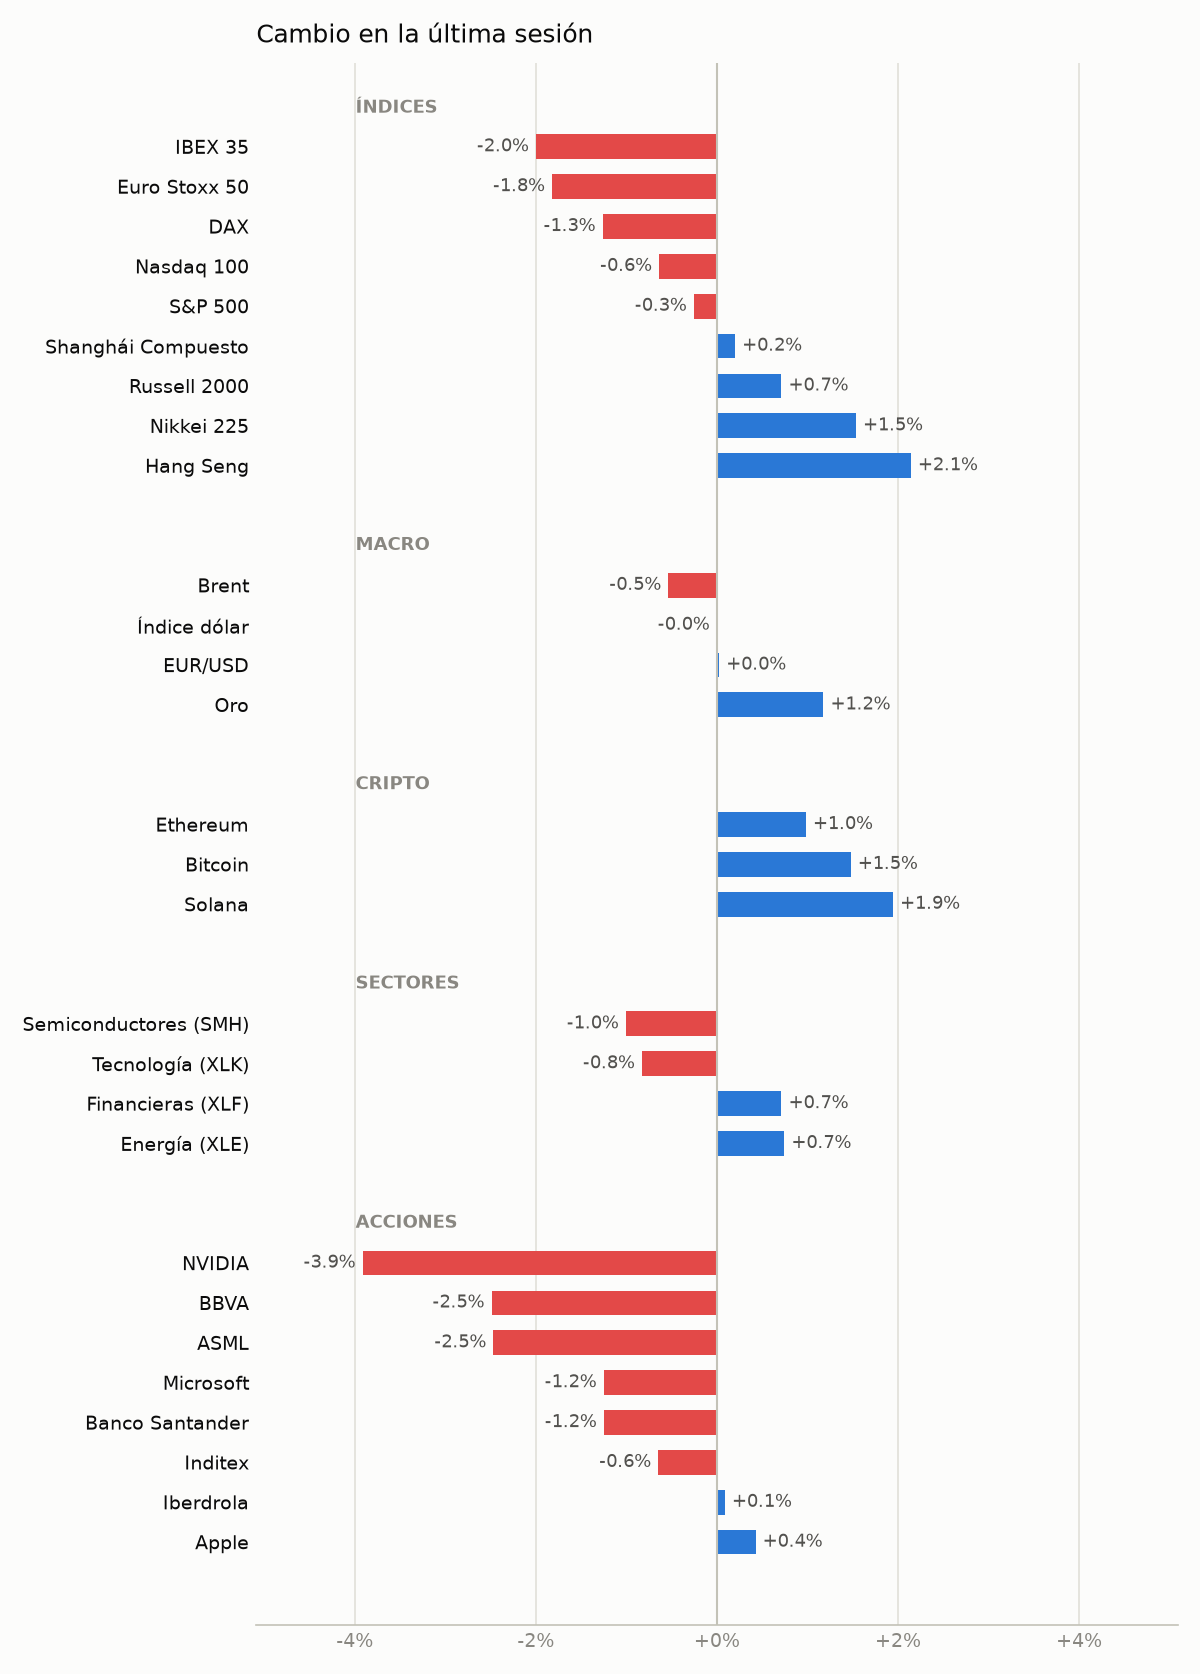 Cambio en la última sesión
ÍNDICES
IBEX 35 -2.0%
Euro Stoxx 50 -1.8%
DAX -1.3%
Nasdaq 100 -0.6%
S&P 500 -0.3%
Shanghái Compuesto +0.2%
Russell 2000 +0.7%
Nikkei 225 +1.5%
Hang Seng +2.1%
MACRO
Brent -0.5%
Índice dólar -0.0%
EUR/USD +0.0%
Oro +1.2%
CRIPTO
Ethereum +1.0%
Bitcoin +1.5%
Solana +1.9%
SECTORES
Semiconductores (SMH) -1.0%
Tecnología (XLK) -0.8%
Financieras (XLF) +0.7%
Energía (XLE) +0.7%
ACCIONES
NVIDIA -3.9%
BBVA -2.5%
ASML -2.5%
Microsoft -1.2%
Banco Santander -1.2%
Inditex -0.6%
Iberdrola +0.1%
Apple +0.4%
-4% -2% +0% +2% +4%